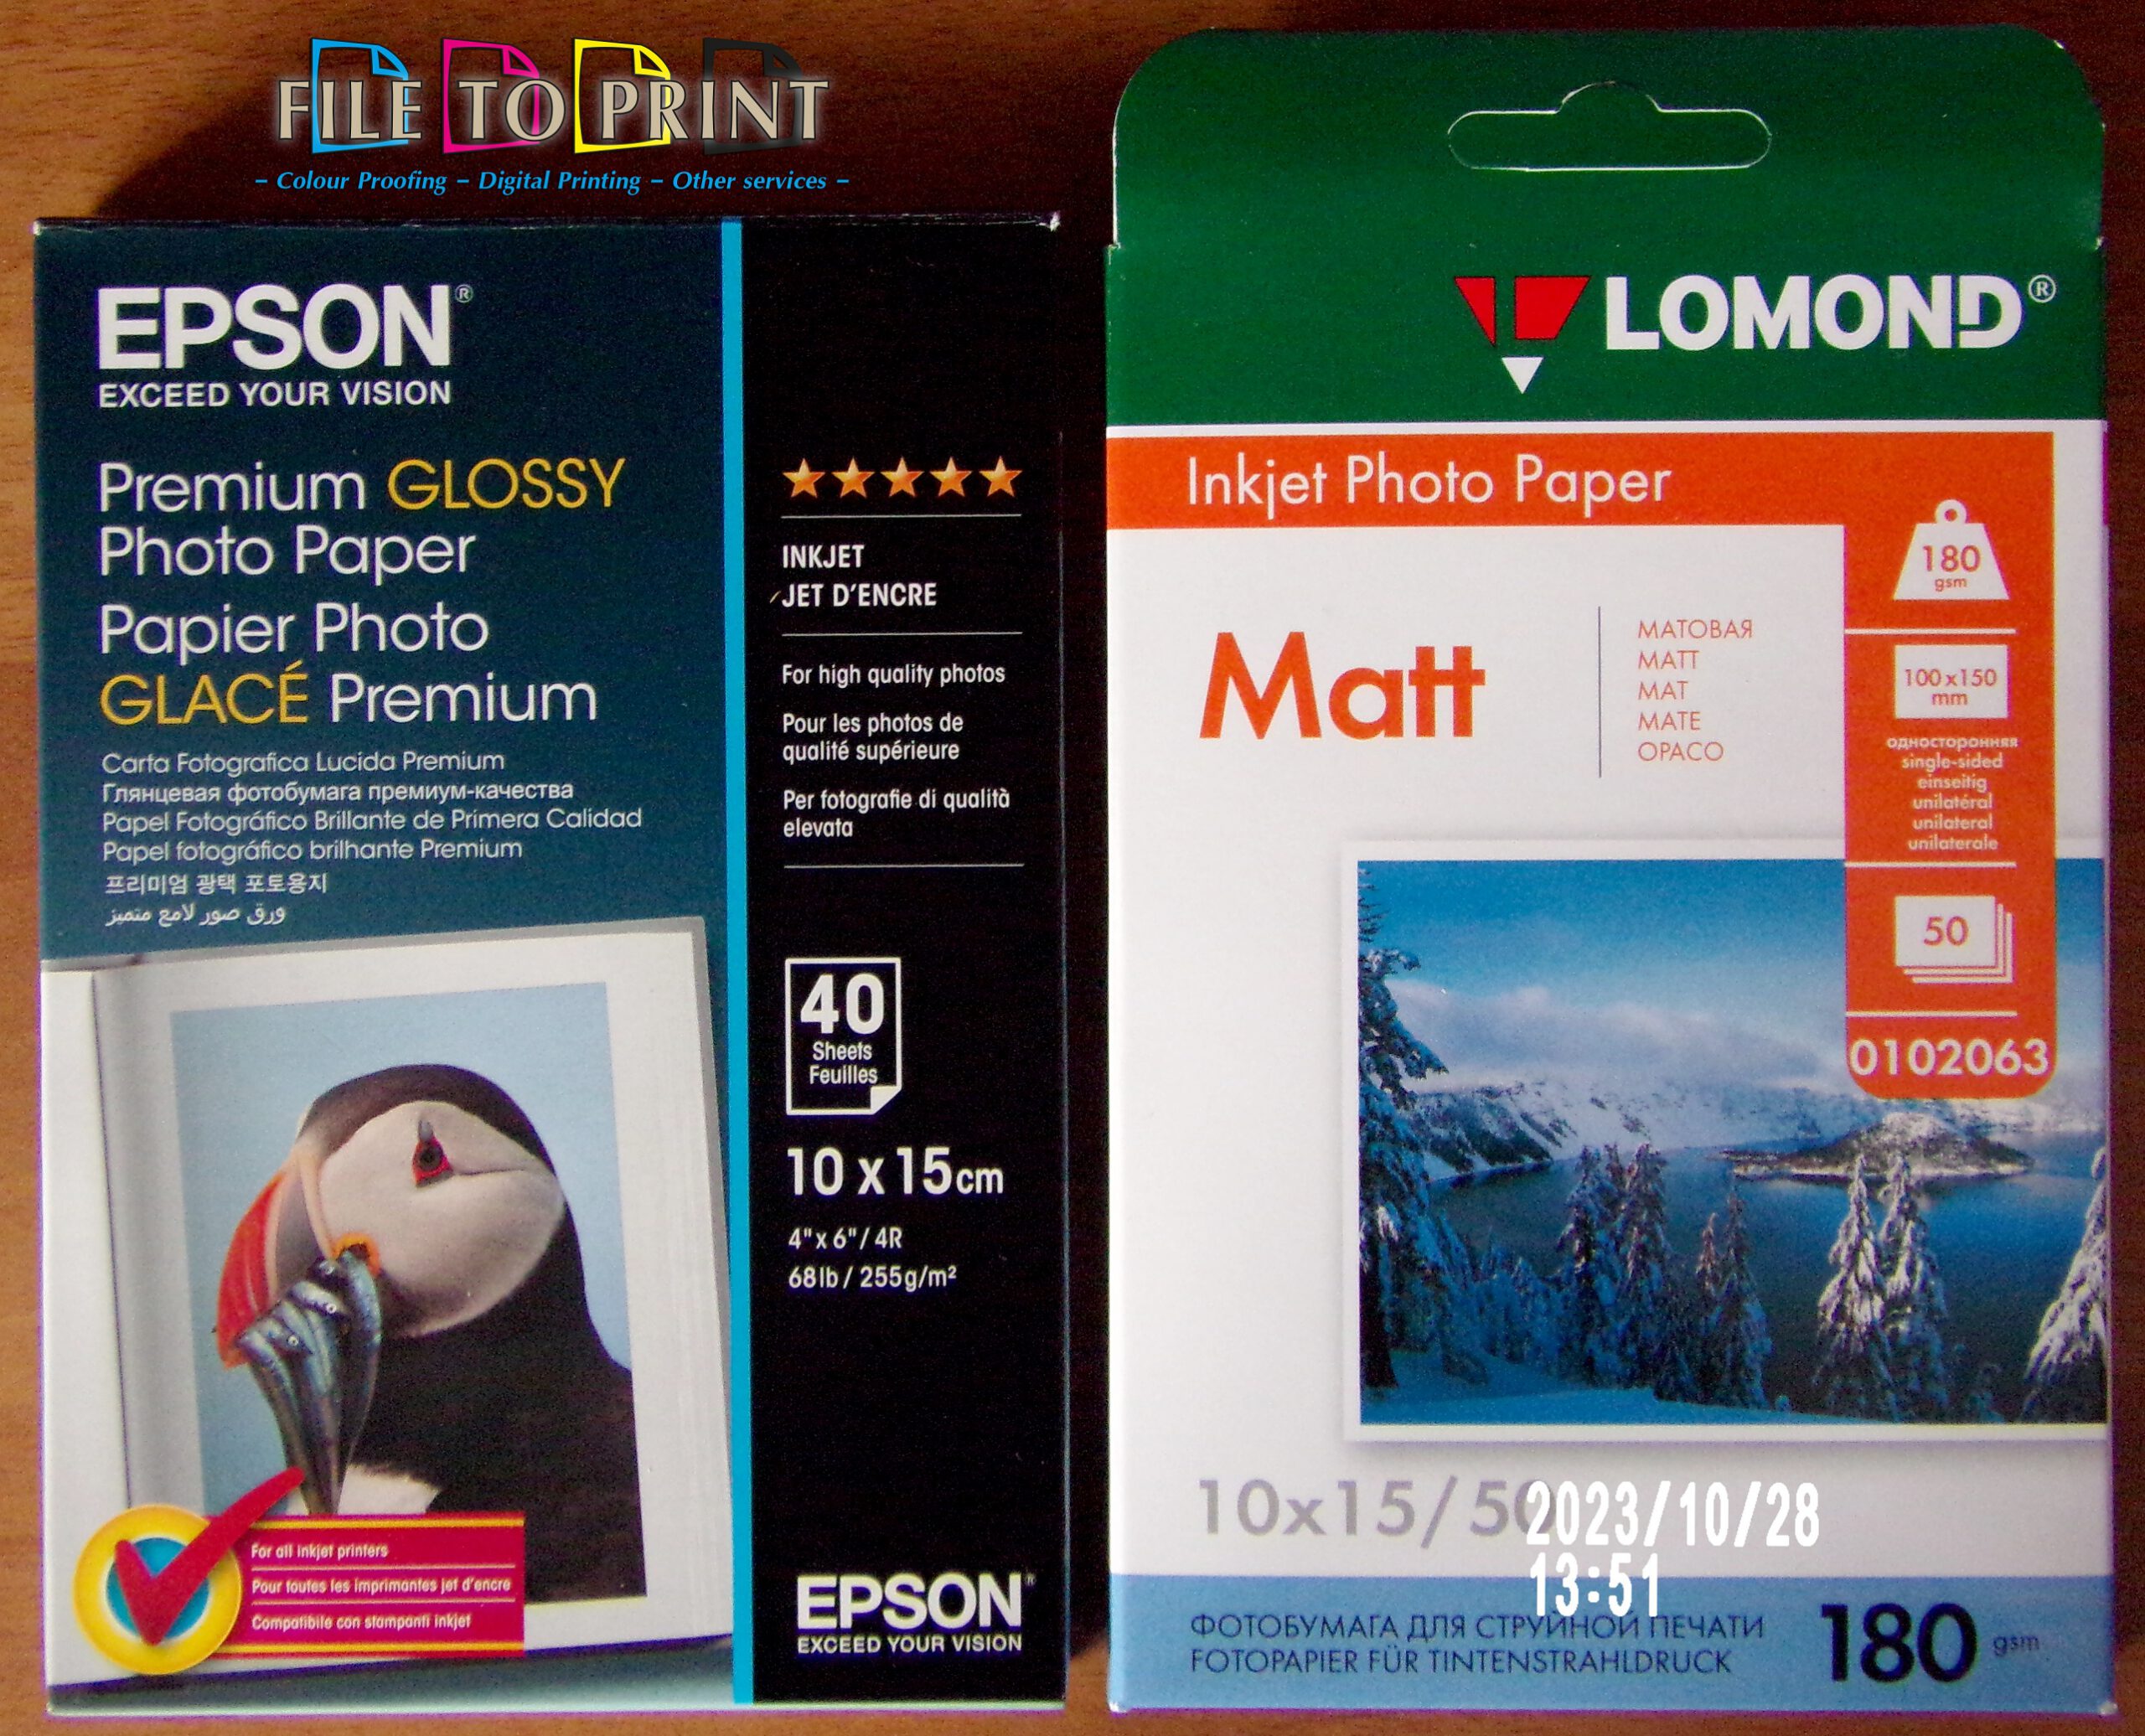 FILE TO PRINT
– Colour Proofing – Digital Printing – Other services –
EPSON®
EXCEED YOUR VISION
Premium GLOSSY
Photo Paper
Papier Photo
GLACÉ Premium
Carta Fotografica Lucida Premium
Глянцевая фотобумага премиум-качества
Papel Fotográfico Brillante de Primera Calidad
Papel fotográfico brilhante Premium
프리미엄 광택 포토용지
ورق صور لامع متميز
For all inkjet printers
Pour toutes les imprimantes jet d'encre
Compatibile con stampanti inkjet
INKJET
JET D'ENCRE
For high quality photos
Pour les photos de
qualité supérieure
Per fotografie di qualità
elevata
40
Sheets
Feuilles
10 x 15cm
4"x 6"/ 4R
68lb / 255g/m²
EPSON®
EXCEED YOUR VISION
LOMOND®
Inkjet Photo Paper
Matt
МАТОВАЯ
MATT
MAT
MATE
OPACO
180
gsm
100x150
mm
односторонняя
single-sided
einseitig
unilatéral
unilateral
unilaterale
50
0102063
10x15/50
2023/10/28
13:51
ФОТОБУМАГА ДЛЯ СТРУЙНОЙ ПЕЧАТИ
FOTOPAPIER FÜR TINTENSTRAHLDRUCK
180 gsm